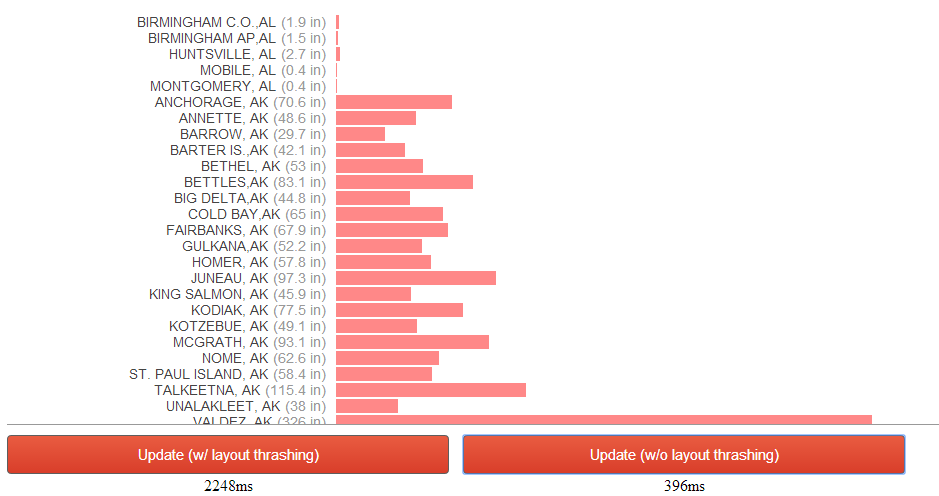 BIRMINGHAM C.O.,AL (1.9 in)
BIRMINGHAM AP,AL (1.5 in)
HUNTSVILLE, AL (2.7 in)
MOBILE, AL (0.4 in)
MONTGOMERY, AL (0.4 in)
ANCHORAGE, AK (70.6 in)
ANNETTE, AK (48.6 in)
BARROW, AK (29.7 in)
BARTER IS.,AK (42.1 in)
BETHEL, AK (53 in)
BETTLES,AK (83.1 in)
BIG DELTA,AK (44.8 in)
COLD BAY,AK (65 in)
FAIRBANKS, AK (67.9 in)
GULKANA,AK (52.2 in)
HOMER, AK (57.8 in)
JUNEAU, AK (97.3 in)
KING SALMON, AK (45.9 in)
KODIAK, AK (77.5 in)
KOTZEBUE, AK (49.1 in)
MCGRATH, AK (93.1 in)
NOME, AK (62.6 in)
ST. PAUL ISLAND, AK (58.4 in)
TALKEETNA, AK (115.4 in)
UNALAKLEET, AK (38 in)
VALDEZ, AK (326 in)
Update (w/ layout thrashing)
Update (w/o layout thrashing)
2248ms
396ms